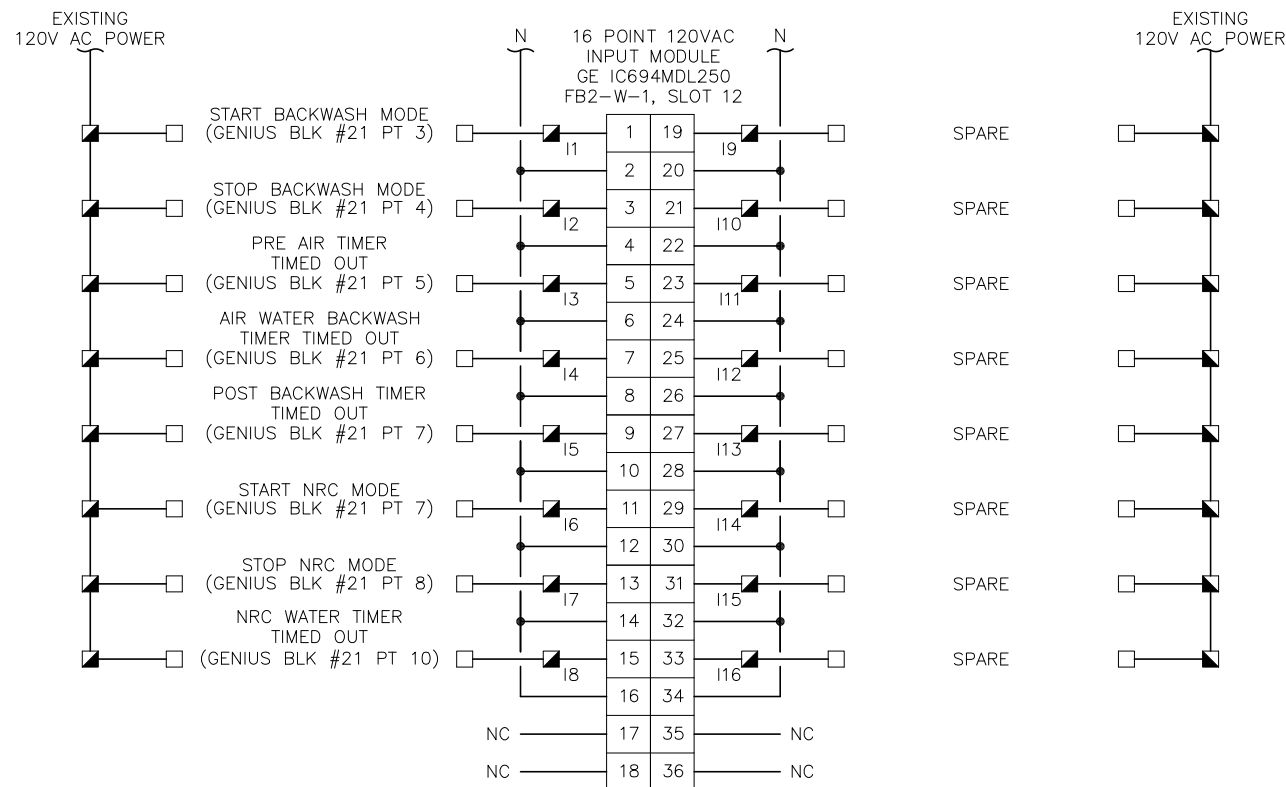 EXISTING
120V AC POWER
N
16 POINT 120VAC
INPUT MODULE
GE IC694MDL250
FB2-W-1, SLOT 12
N
EXISTING
120V AC POWER
START BACKWASH MODE
(GENIUS BLK #21 PT 3)
I1
1 19
I9
SPARE
2 20
STOP BACKWASH MODE
(GENIUS BLK #21 PT 4)
I2
3 21
I10
SPARE
4 22
PRE AIR TIMER
TIMED OUT
(GENIUS BLK #21 PT 5)
I3
5 23
I11
SPARE
6 24
AIR WATER BACKWASH
TIMER TIMED OUT
(GENIUS BLK #21 PT 6)
I4
7 25
I12
SPARE
8 26
POST BACKWASH TIMER
TIMED OUT
(GENIUS BLK #21 PT 7)
I5
9 27
I13
SPARE
10 28
START NRC MODE
(GENIUS BLK #21 PT 7)
I6
11 29
I14
SPARE
12 30
STOP NRC MODE
(GENIUS BLK #21 PT 8)
I7
13 31
I15
SPARE
14 32
NRC WATER TIMER
TIMED OUT
(GENIUS BLK #21 PT 10)
I8
15 33
I16
SPARE
16 34
NC 17 35 NC
NC 18 36 NC